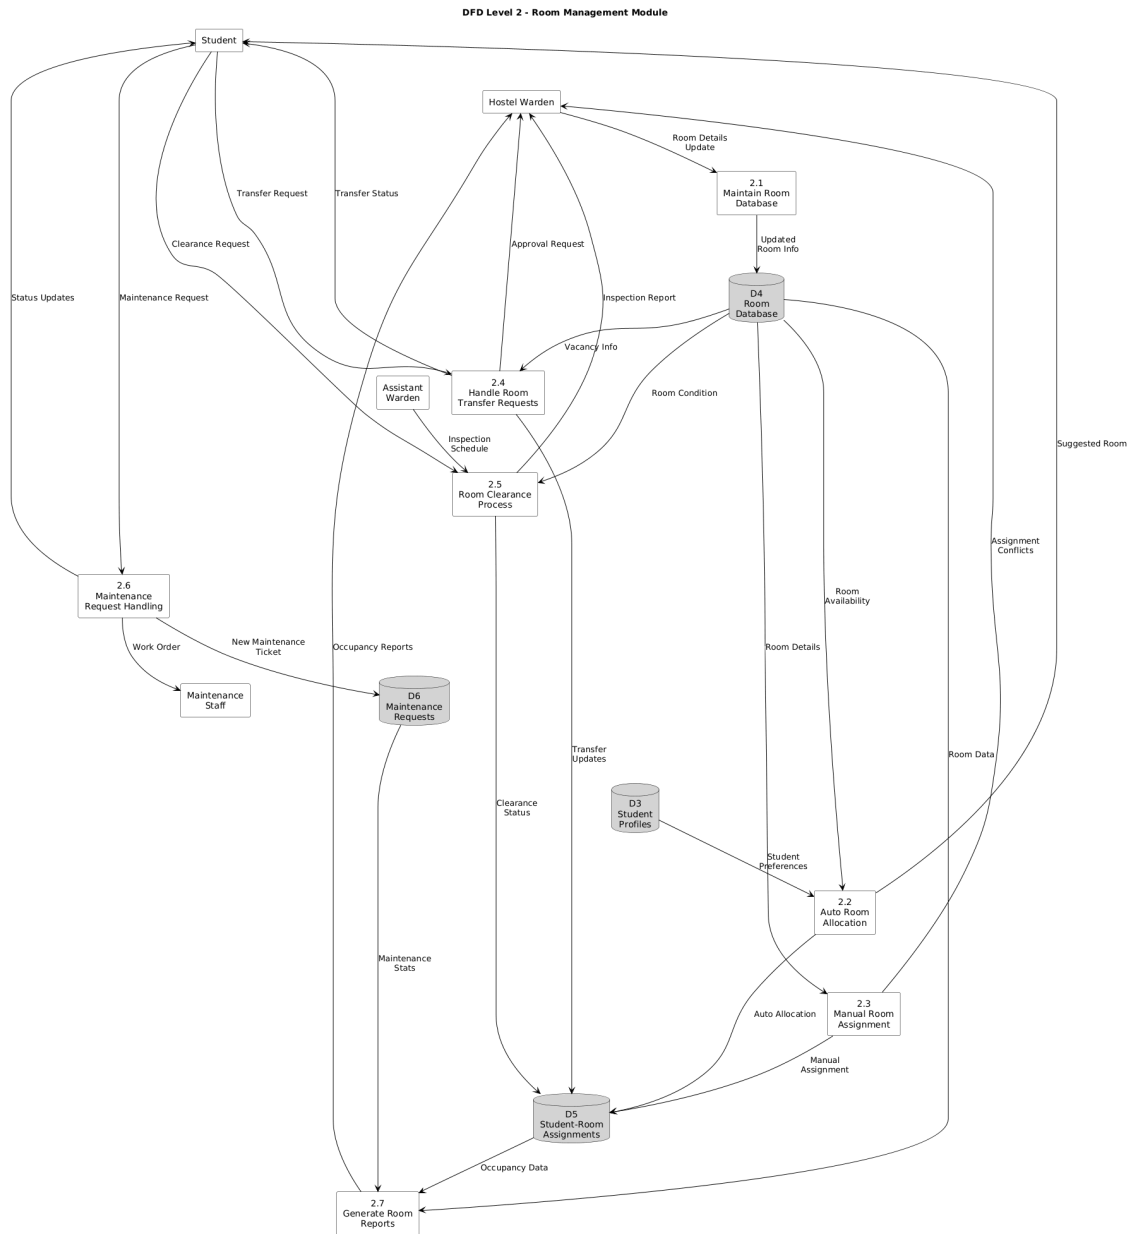 DFD Level 2 - Room Management Module
Student
Hostel Warden
Room Details
Update
2.1
Maintain Room
Database
Transfer Request
Transfer Status
Clearance Request
Approval Request
Updated
Room Info
Status Updates
Maintenance Request
Inspection Report
D4
Room
Database
Vacancy Info
2.4
Handle Room
Transfer Requests
Assistant
Warden
Room Condition
Inspection
Schedule
Suggested Room
2.5
Room Clearance
Process
Assignment
Conflicts
2.6
Maintenance
Request Handling
Room
Availability
Work Order
New Maintenance
Ticket
Occupancy Reports
Room Details
Maintenance
Staff
D6
Maintenance
Requests
Transfer
Updates
Room Data
Clearance
Status
D3
Student
Profiles
Student
Preferences
2.2
Auto Room
Allocation
Maintenance
Stats
2.3
Manual Room
Assignment
Auto Allocation
Manual
Assignment
D5
Student-Room
Assignments
Occupancy Data
2.7
Generate Room
Reports